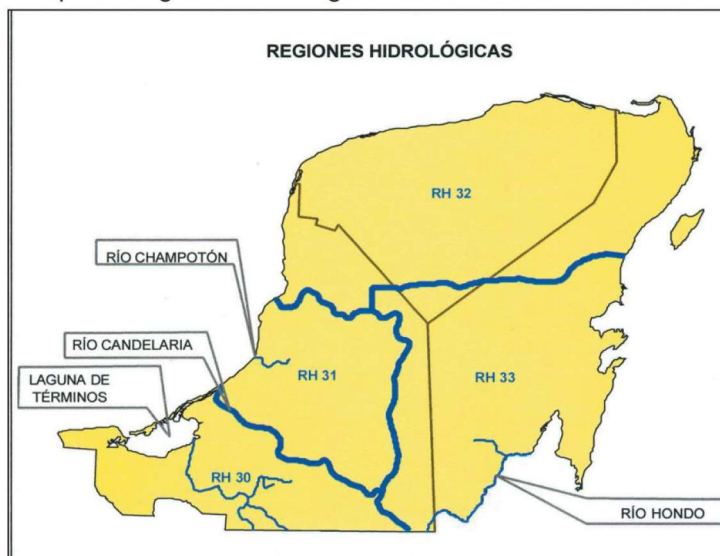 REGIONES HIDROLÓGICAS
RH 32
RÍO CHAMPOTÓN
RÍO CANDELARIA
LAGUNA DE
TÉRMINOS
RH 31
RH 33
RH 30
RÍO HONDO